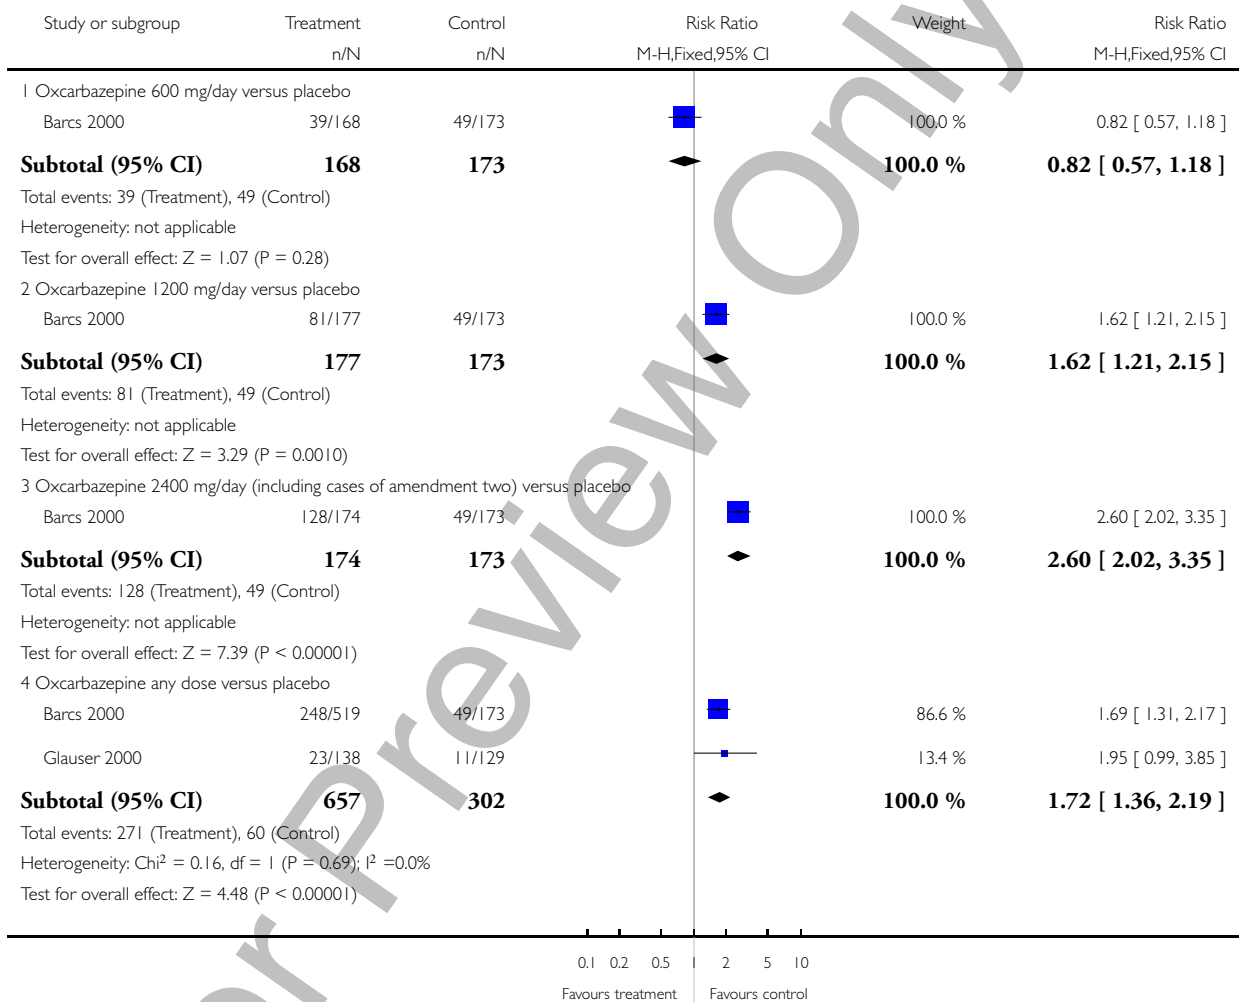 Study or subgroup Treatment Control Risk Ratio Weight Risk Ratio
n/N n/N M-H,Fixed,95% CI M-H,Fixed,95% CI
1 Oxcarbazepine 600 mg/day versus placebo
Barcs 2000 39/168 49/173 100.0 % 0.82 [ 0.57, 1.18 ]
Subtotal (95% CI) 168 173 100.0 % 0.82 [ 0.57, 1.18 ]
Total events: 39 (Treatment), 49 (Control)
Heterogeneity: not applicable
Test for overall effect: Z = 1.07 (P = 0.28)
2 Oxcarbazepine 1200 mg/day versus placebo
Barcs 2000 81/177 49/173 100.0 % 1.62 [ 1.21, 2.15 ]
Subtotal (95% CI) 177 173 100.0 % 1.62 [ 1.21, 2.15 ]
Total events: 81 (Treatment), 49 (Control)
Heterogeneity: not applicable
Test for overall effect: Z = 3.29 (P = 0.0010)
3 Oxcarbazepine 2400 mg/day (including cases of amendment two) versus placebo
Barcs 2000 128/174 49/173 100.0 % 2.60 [ 2.02, 3.35 ]
Subtotal (95% CI) 174 173 100.0 % 2.60 [ 2.02, 3.35 ]
Total events: 128 (Treatment), 49 (Control)
Heterogeneity: not applicable
Test for overall effect: Z = 7.39 (P < 0.00001)
4 Oxcarbazepine any dose versus placebo
Barcs 2000 248/519 49/173 86.6 % 1.69 [ 1.31, 2.17 ]
Glauser 2000 23/138 11/129 13.4 % 1.95 [ 0.99, 3.85 ]
Subtotal (95% CI) 657 302 100.0 % 1.72 [ 1.36, 2.19 ]
Total events: 271 (Treatment), 60 (Control)
Heterogeneity: Chi² = 0.16, df = 1 (P = 0.69); I² =0.0%
Test for overall effect: Z = 4.48 (P < 0.00001)
0.1 0.2 0.5 1 2 5 10
Favours treatment Favours control
r Preview Only